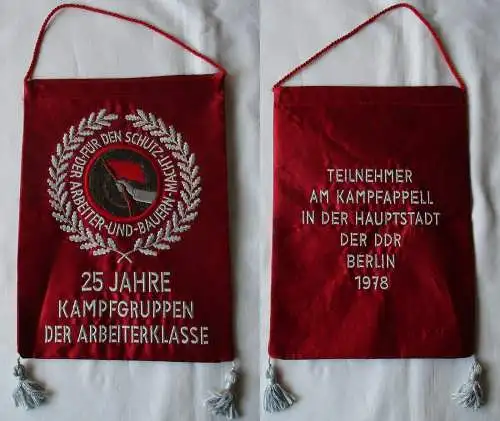 FÜR DEN SCHUTZ DER ARBEITER-UND-BAUERN-MACHT
25 JAHRE
KAMPFGRUPPEN
DER ARBEITERKLASSE
TEILNEHMER
AM KAMPFAPPELL
IN DER HAUPTSTADT
DER DDR
BERLIN
1978